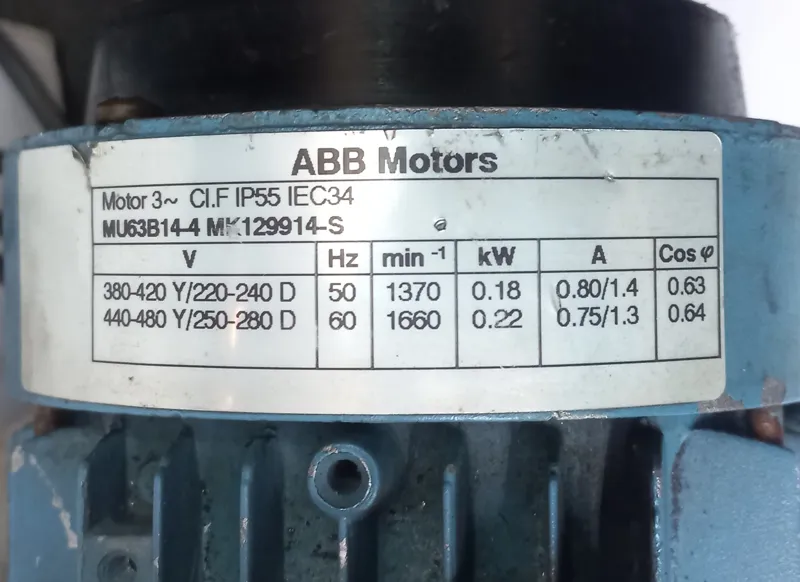 ABB Motors
Motor 3~ Cl.F IP55 IEC34
MU63B14-4 MK129914-S
V Hz min⁻¹ kW A Cos φ
380-420 Y/220-240 D 50 1370 0.18 0.80/1.4 0.63
440-480 Y/250-280 D 60 1660 0.22 0.75/1.3 0.64